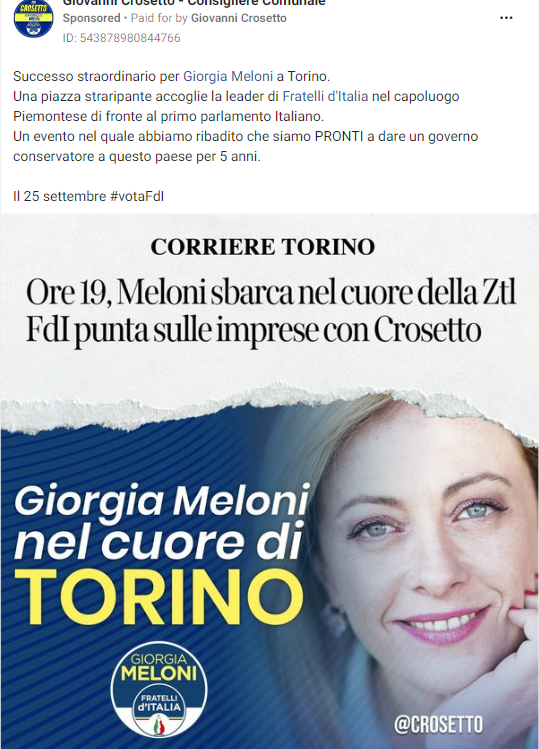 Giovanni Crosetto - Consigliere Comunale
Sponsored • Paid for by Giovanni Crosetto
ID: 543878980844766
Successo straordinario per Giorgia Meloni a Torino.
Una piazza straripante accoglie la leader di Fratelli d'Italia nel capoluogo
Piemontese di fronte al primo parlamento Italiano.
Un evento nel quale abbiamo ribadito che siamo PRONTI a dare un governo
conservatore a questo paese per 5 anni.
Il 25 settembre #votaFdI
CORRIERE TORINO
Ore 19, Meloni sbarca nel cuore della Ztl
FdI punta sulle imprese con Crosetto
Giorgia Meloni
nel cuore di
TORINO
GIORGIA
MELONI
FRATELLI
d'ITALIA
@CROSETTO